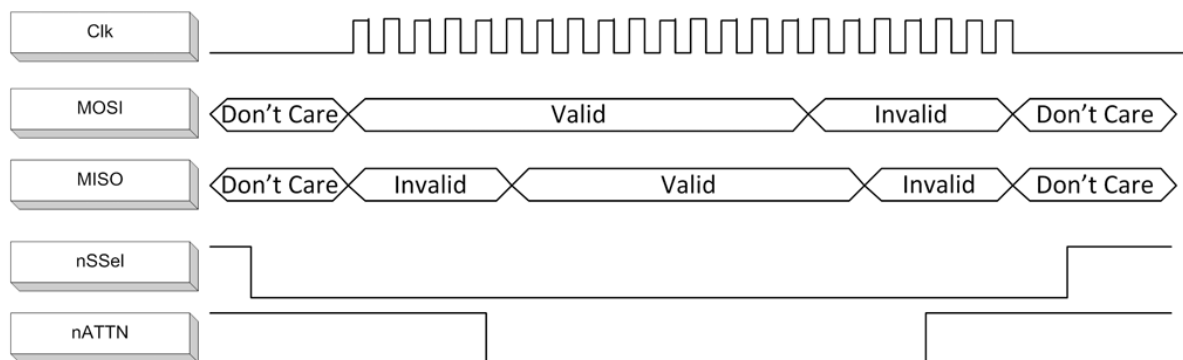 Clk
MOSI
Don't Care Valid Invalid Don't Care
MISO
Don't Care Invalid Valid Invalid Don't Care
nSSel
nATTN